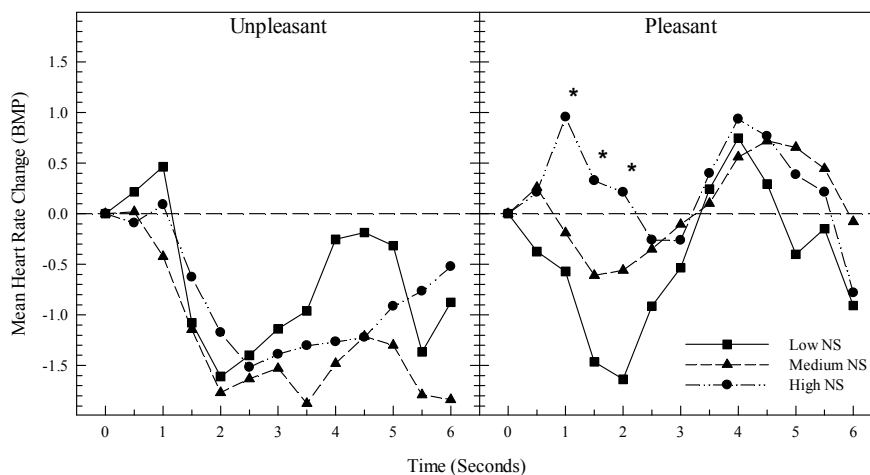 Unpleasant Pleasant
1.5
1.0
0.5
0.0
-0.5
-1.0
-1.5
Mean Heart Rate Change (BMP)
* * *
Low NS
Medium NS
High NS
0 1 2 3 4 5 6 0 1 2 3 4 5 6
Time (Seconds)